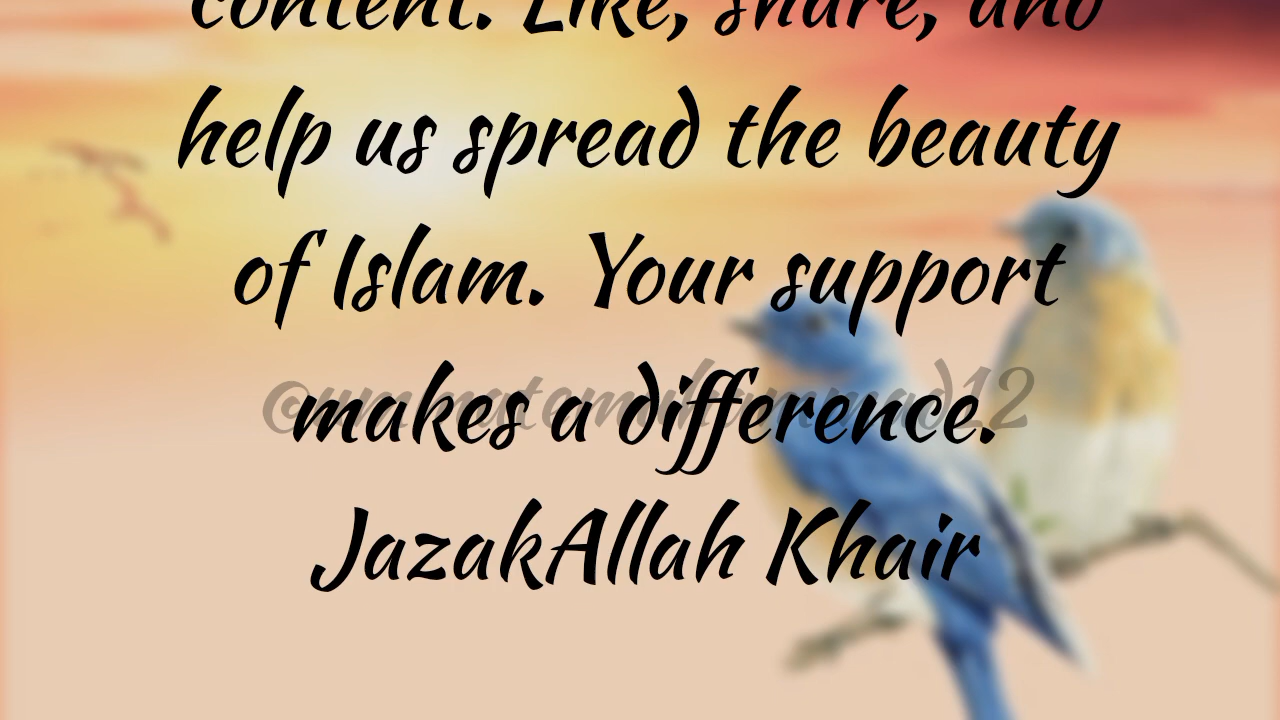 content. Like, share, and
help us spread the beauty
of Islam. Your support
@ummatemuhammad12
makes a difference.
JazakAllah Khair